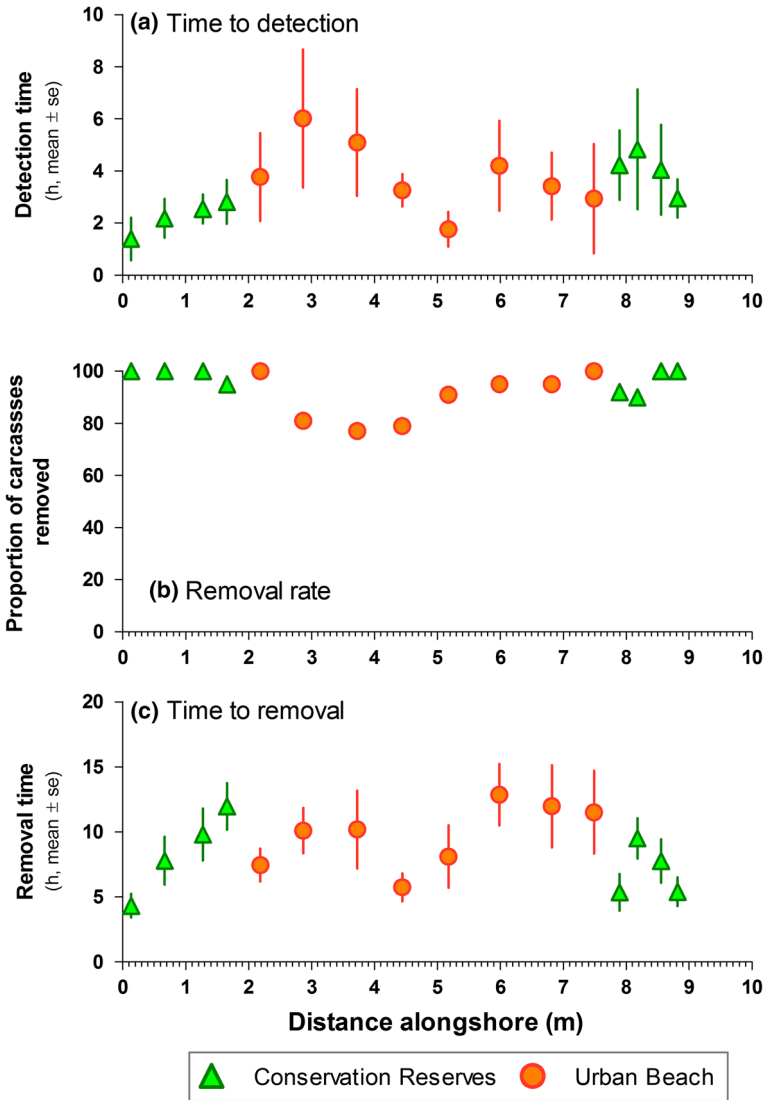 (a) Time to detection
Detection time
(h, mean ± se)
10
8
6
4
2
0
0 1 2 3 4 5 6 7 8 9 10
Proportion of carcassses
removed
100
80
60
40
20
0
(b) Removal rate
0 1 2 3 4 5 6 7 8 9 10
(c) Time to removal
Removal time
(h, mean ± se)
20
15
10
5
0
0 1 2 3 4 5 6 7 8 9 10
Distance alongshore (m)
Conservation Reserves Urban Beach